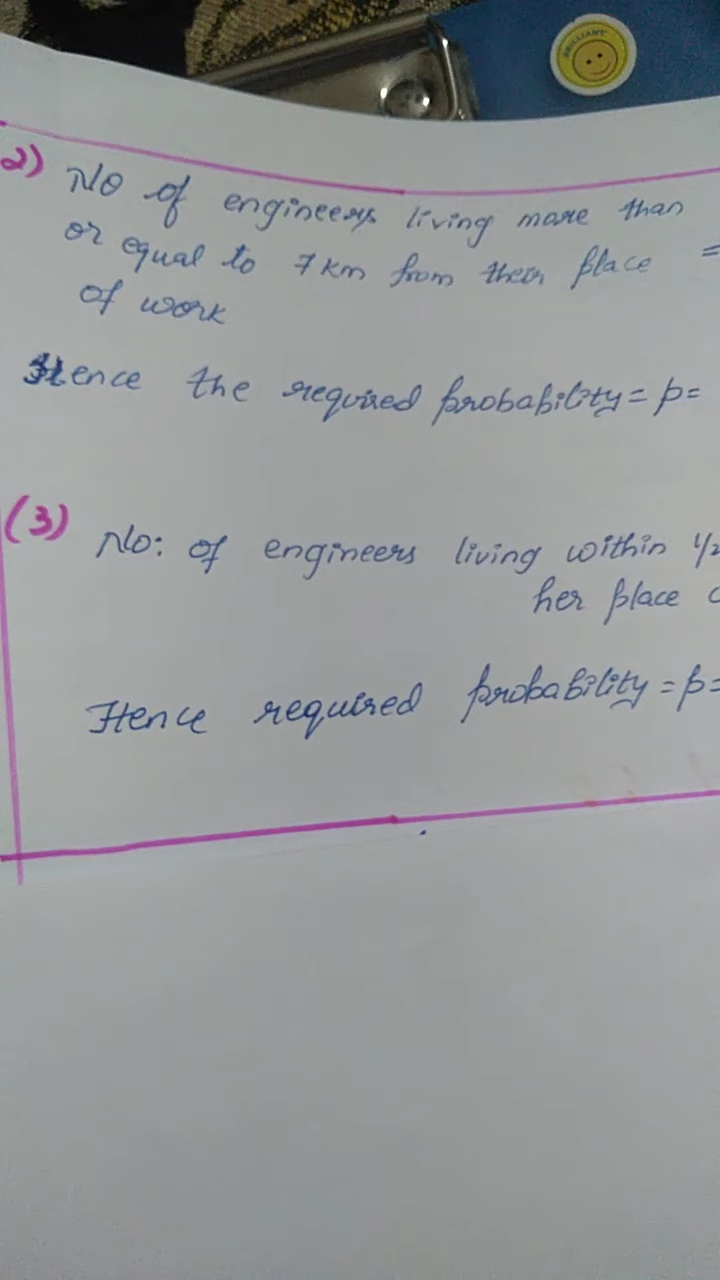 BRILLIANT
2) No of engineers living more than
or equal to 7 km from their place =
of work
Hence the required probability = p =
(3) No: of engineers living within 1/2
her place
Hence required probability = p =